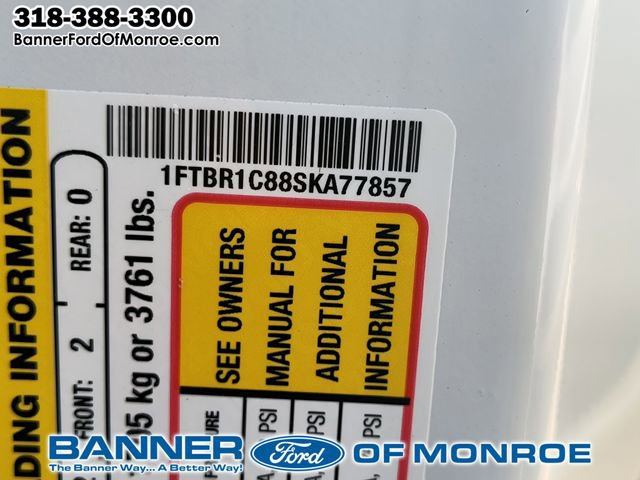 318-388-3300
BannerFordOfMonroe.com
1FTBR1C88SKA77857
DING INFORMATION
FRONT: 2 REAR: 0
kg or 3761 lbs.
SEE OWNERS
MANUAL FOR
ADDITIONAL
INFORMATION
PSI
PSI
PSI
BANNER Ford OF MONROE
The Banner Way... A Better Way!